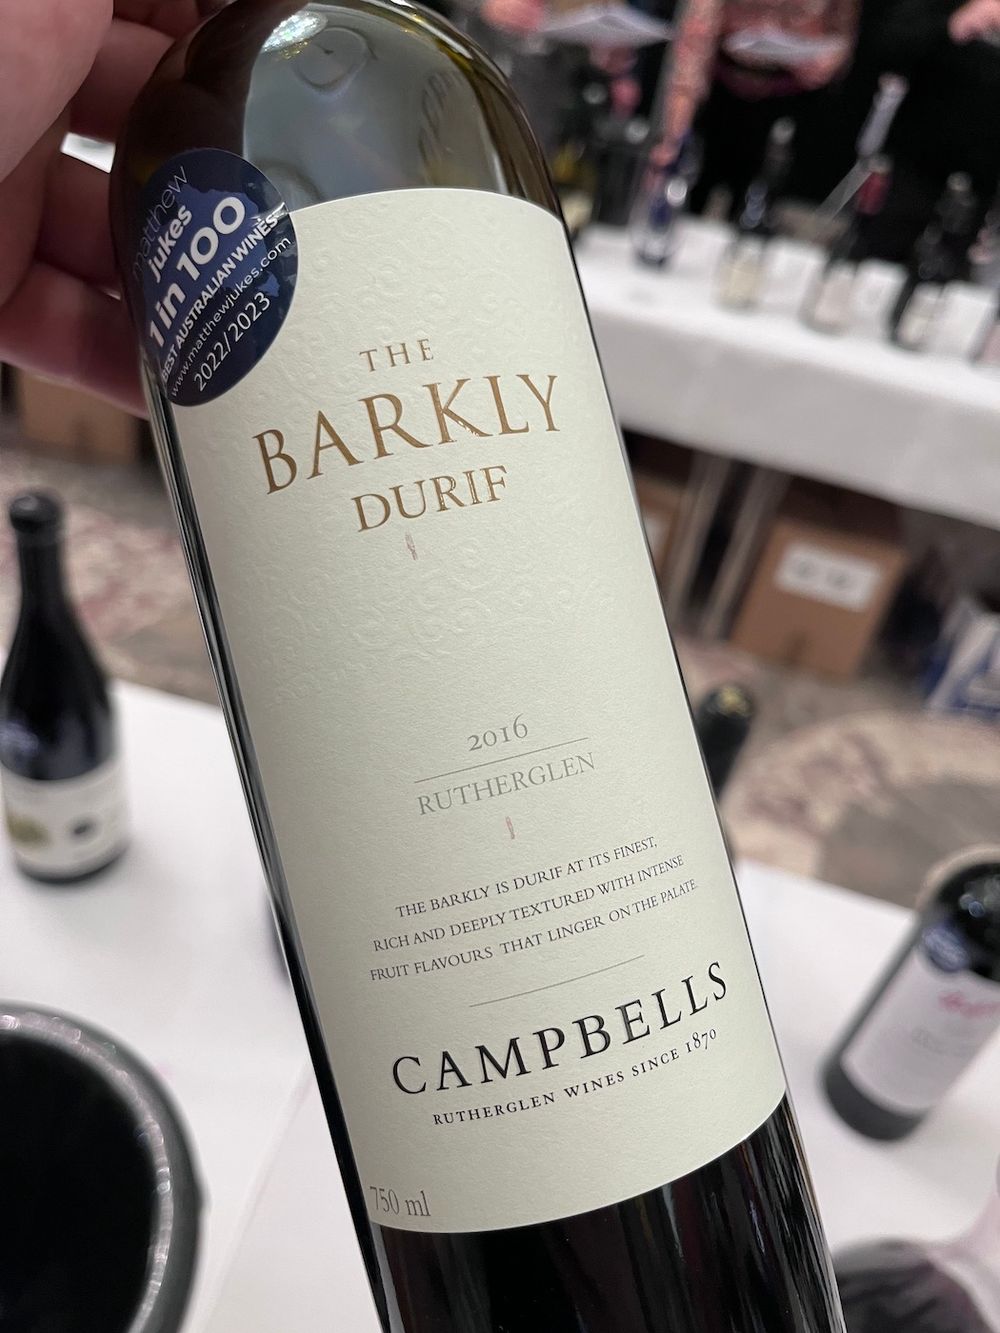 matthew
jukes
1 in 100
BEST AUSTRALIAN WINES
www.matthewjukes.com
2022/2023
THE
BARKLY
DURIF
2016
RUTHERGLEN
THE BARKLY IS DURIF AT ITS FINEST,
RICH AND DEEPLY TEXTURED WITH INTENSE
FRUIT FLAVOURS THAT LINGER ON THE PALATE.
CAMPBELLS
RUTHERGLEN WINES SINCE 1870
750 ml